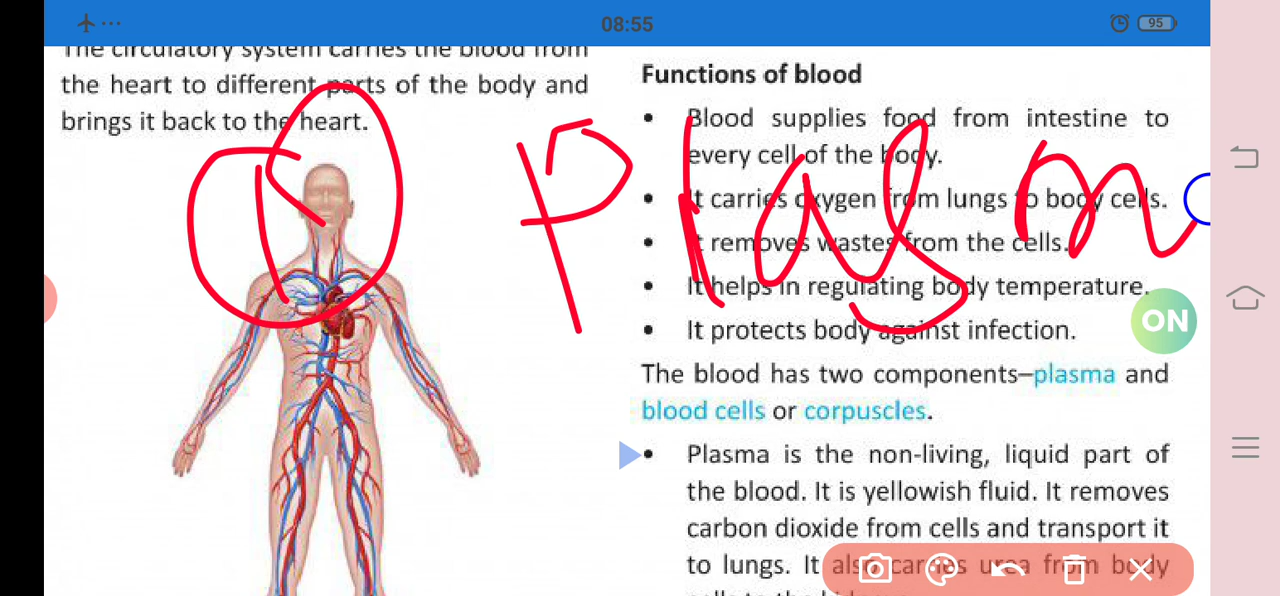 08:55
95
The circulatory system carries the blood from
the heart to different parts of the body and
brings it back to the heart.
Functions of blood
• Blood supplies food from intestine to
every cell of the body.
• It carries oxygen from lungs to body cells.
• It removes wastes from the cells.
• It helps in regulating body temperature.
• It protects body against infection.
The blood has two components–plasma and
blood cells or corpuscles.
• Plasma is the non-living, liquid part of
the blood. It is yellowish fluid. It removes
carbon dioxide from cells and transport it
to lungs. It also carries urea from body
Plasm
ON